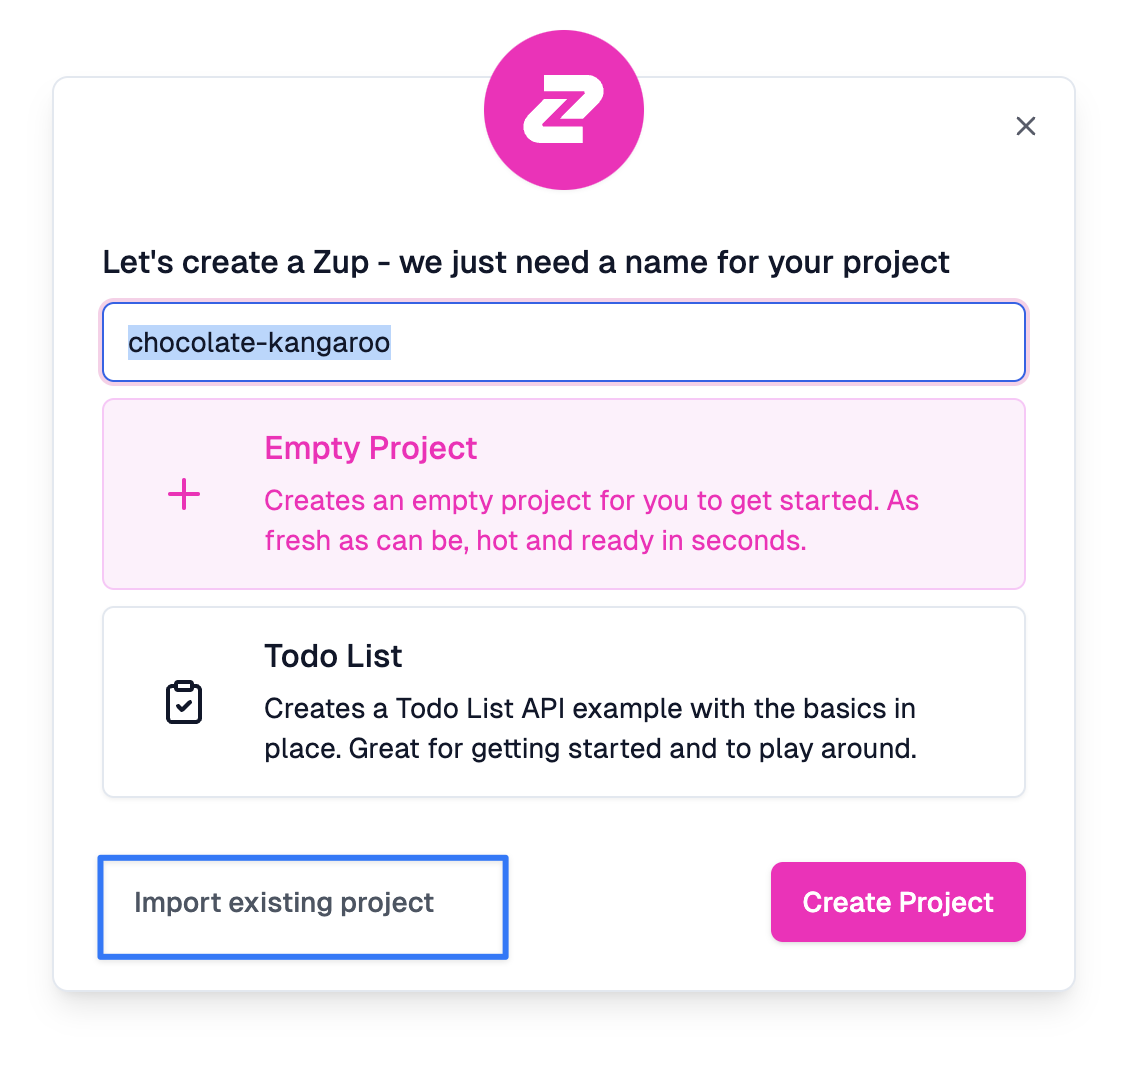 Let's create a Zup - we just need a name for your project
chocolate-kangaroo
Empty Project
Creates an empty project for you to get started. As
fresh as can be, hot and ready in seconds.
Todo List
Creates a Todo List API example with the basics in
place. Great for getting started and to play around.
Import existing project
Create Project